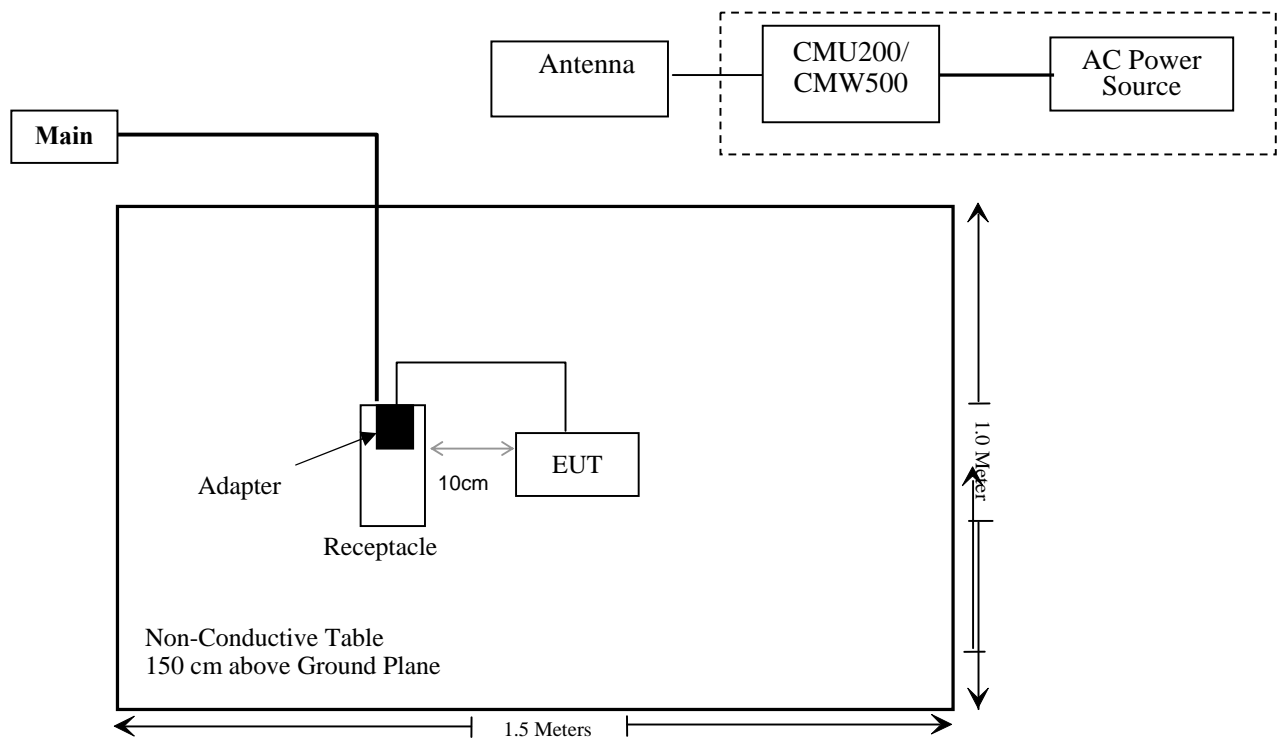 Antenna
CMU200/
CMW500
AC Power
Source
Main
Adapter
10cm
EUT
Receptacle
1.0 Meter
Non-Conductive Table
150 cm above Ground Plane
1.5 Meters